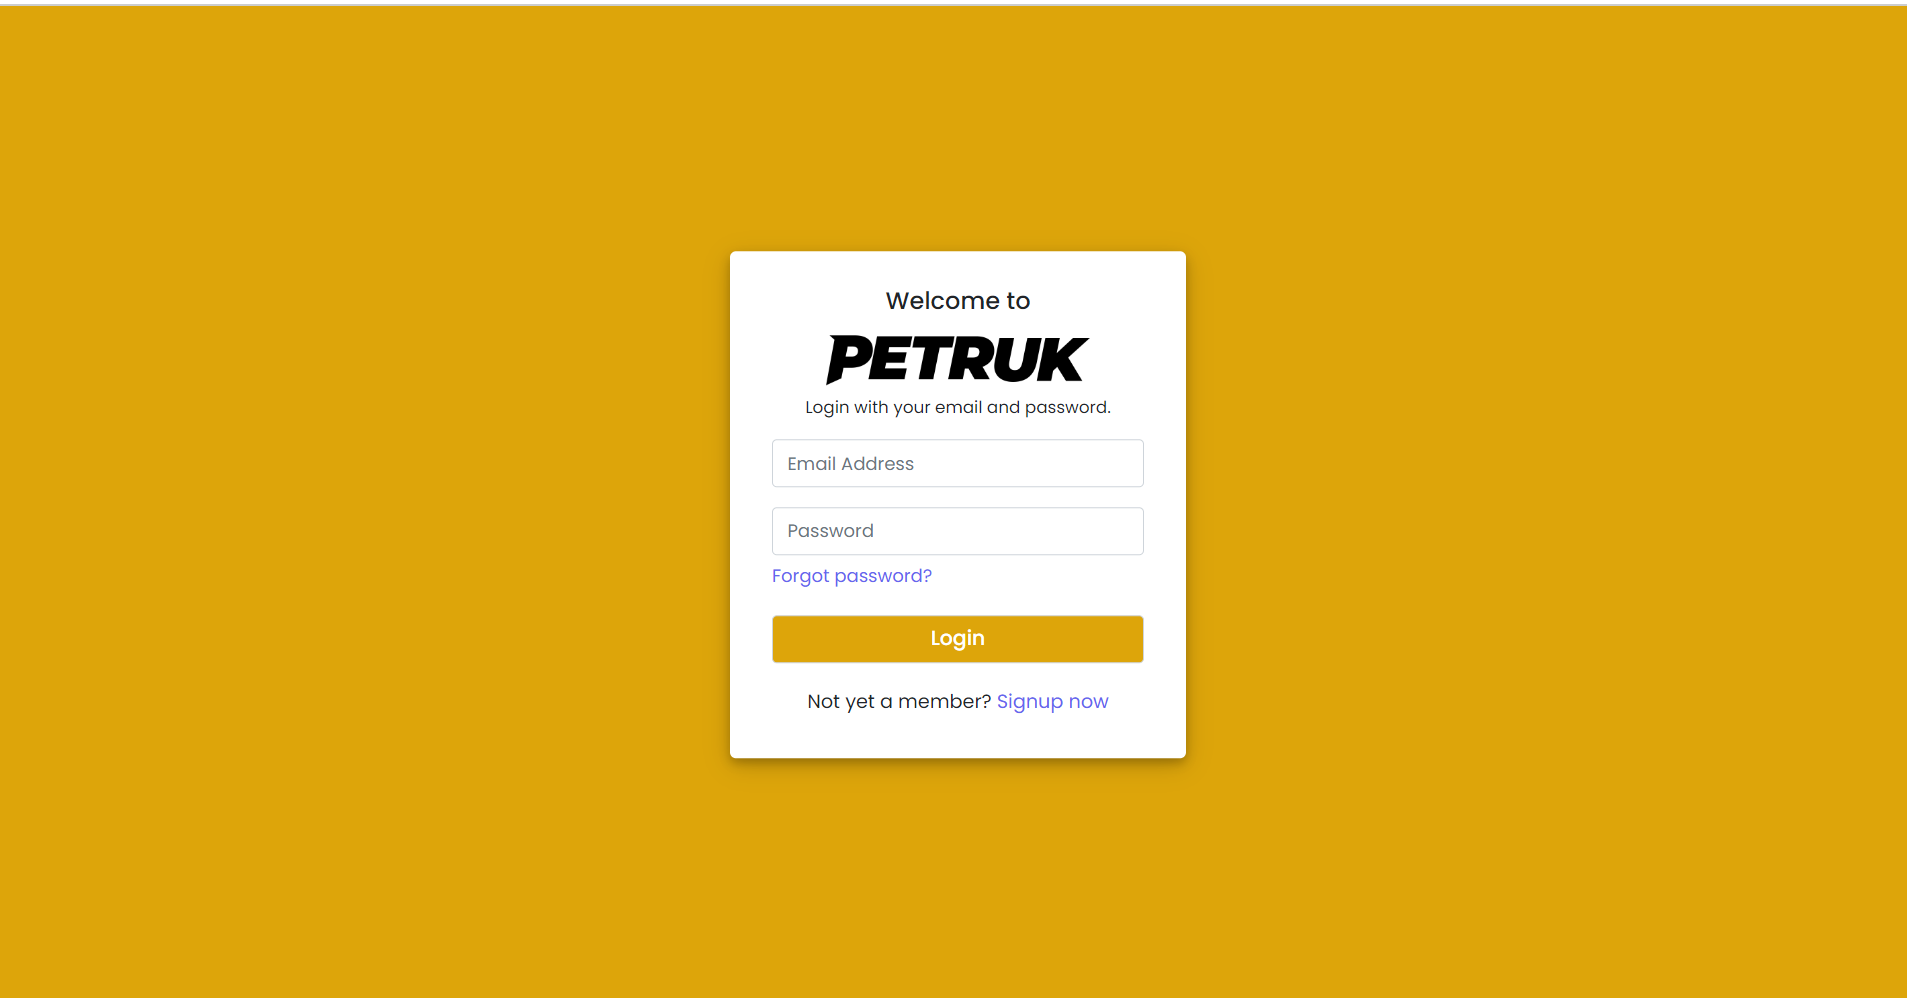 Welcome to
PETRUK
Login with your email and password.
Email Address
Password
Forgot password?
Login
Not yet a member? Signup now